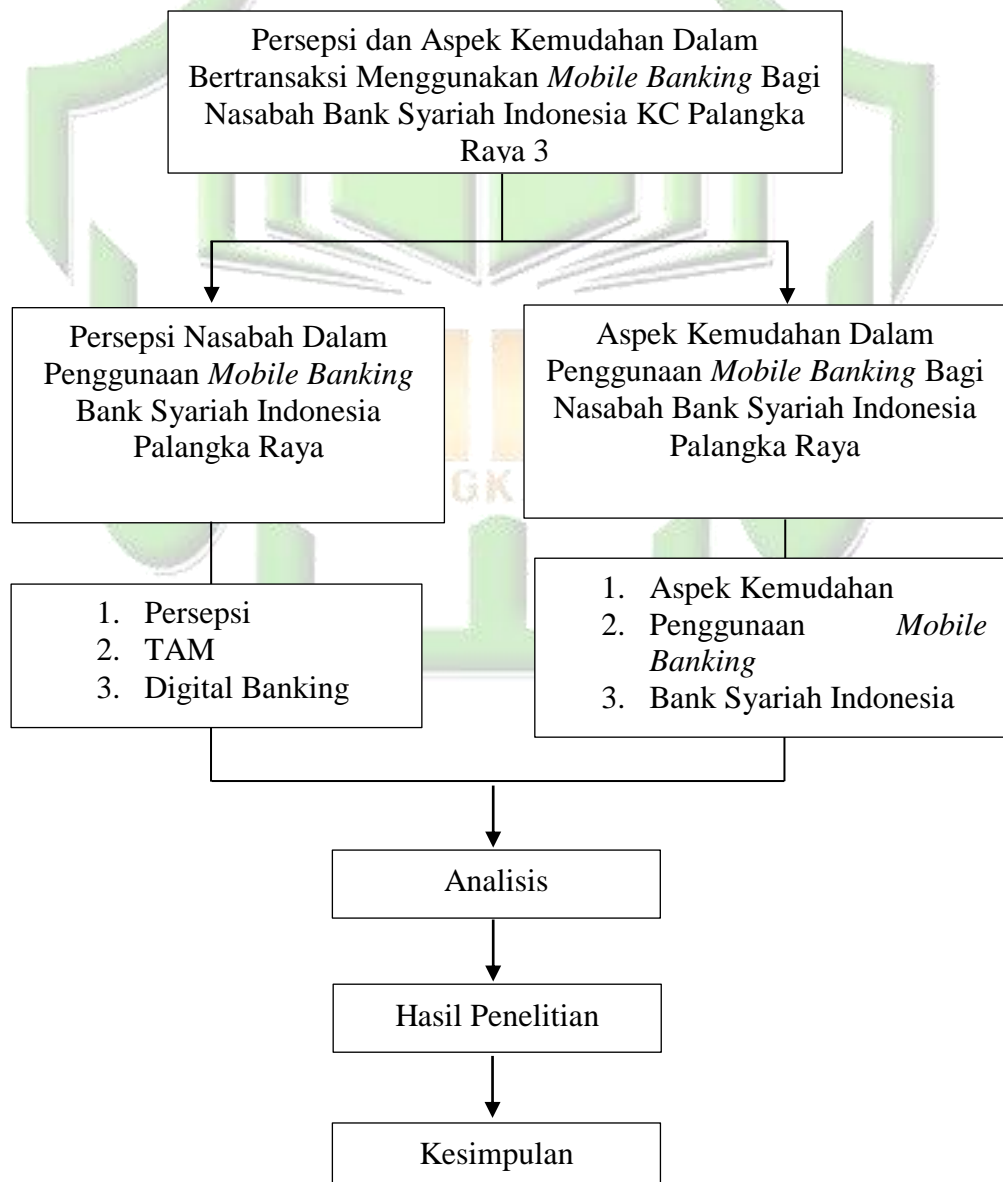 Persepsi dan Aspek Kemudahan Dalam
Bertransaksi Menggunakan Mobile Banking Bagi
Nasabah Bank Syariah Indonesia KC Palangka
Raya 3
Persepsi Nasabah Dalam
Penggunaan Mobile Banking
Bank Syariah Indonesia
Palangka Raya
Aspek Kemudahan Dalam
Penggunaan Mobile Banking Bagi
Nasabah Bank Syariah Indonesia
Palangka Raya
GK
1. Persepsi
2. TAM
3. Digital Banking
1. Aspek Kemudahan
2. Penggunaan Mobile
Banking
3. Bank Syariah Indonesia
Analisis
Hasil Penelitian
Kesimpulan